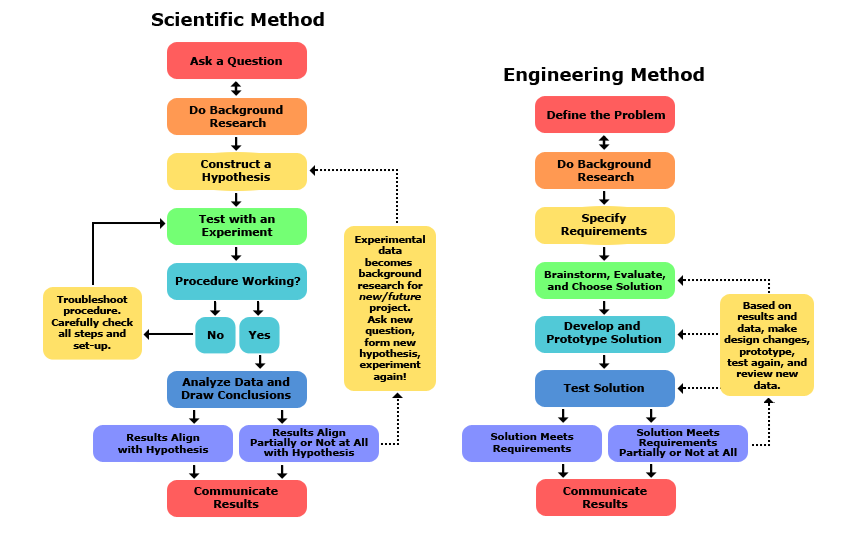 Scientific Method
Ask a Question
Do Background
Research
Construct a
Hypothesis
Test with an
Experiment
Procedure Working?
No
Yes
Troubleshoot
procedure.
Carefully check
all steps and
set-up.
Experimental
data
becomes
background
research for
new/future
project.
Ask new
question,
form new
hypothesis,
experiment
again!
Analyze Data and
Draw Conclusions
Results Align
with Hypothesis
Results Align
Partially or Not at All
with Hypothesis
Communicate
Results
Engineering Method
Define the Problem
Do Background
Research
Specify
Requirements
Brainstorm, Evaluate,
and Choose Solution
Develop and
Prototype Solution
Test Solution
Based on
results and
data, make
design changes,
prototype,
test again, and
review new
data.
Solution Meets
Requirements
Solution Meets
Requirements
Partially or Not at All
Communicate
Results